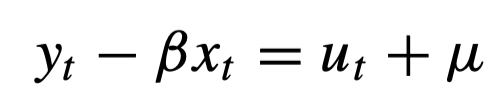 yₜ − βxₜ = uₜ + μ